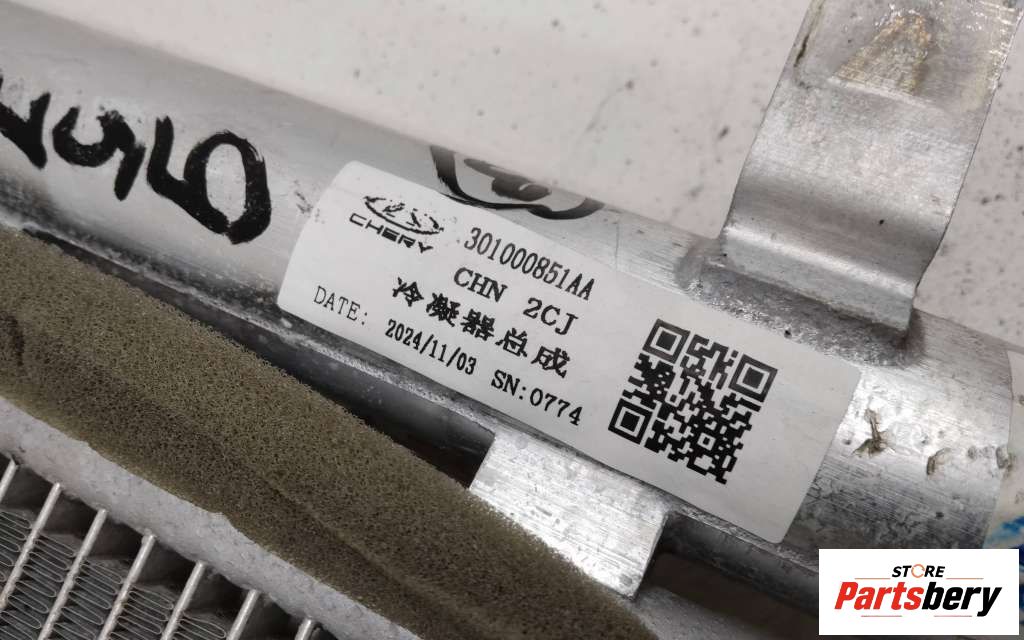 CHERY
301000851AA
CHN 2CJ
冷凝器总成
DATE: 2024/11/03 SN:0774
STORE
Partsbery